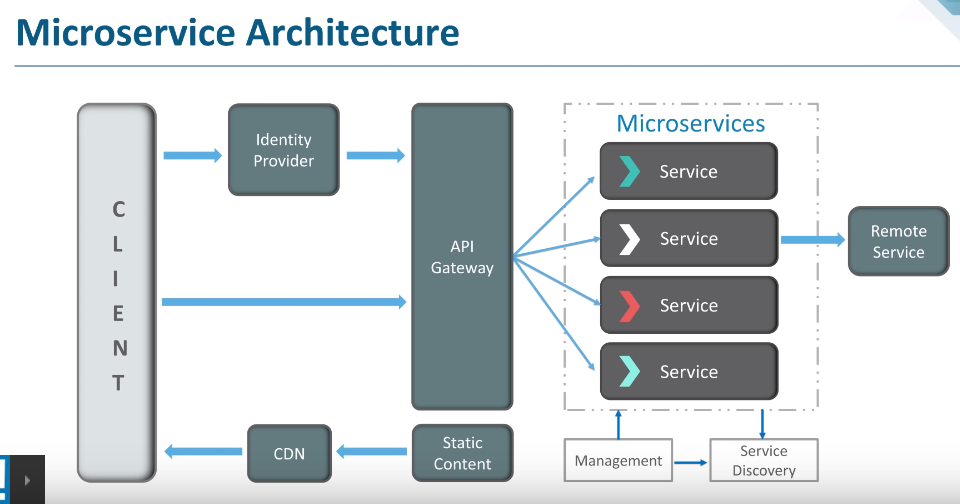 Microservice Architecture
C
L
I
E
N
T
Identity
Provider
API
Gateway
Microservices
Service
Service
Service
Service
Remote
Service
CDN
Static
Content
Management
Service
Discovery